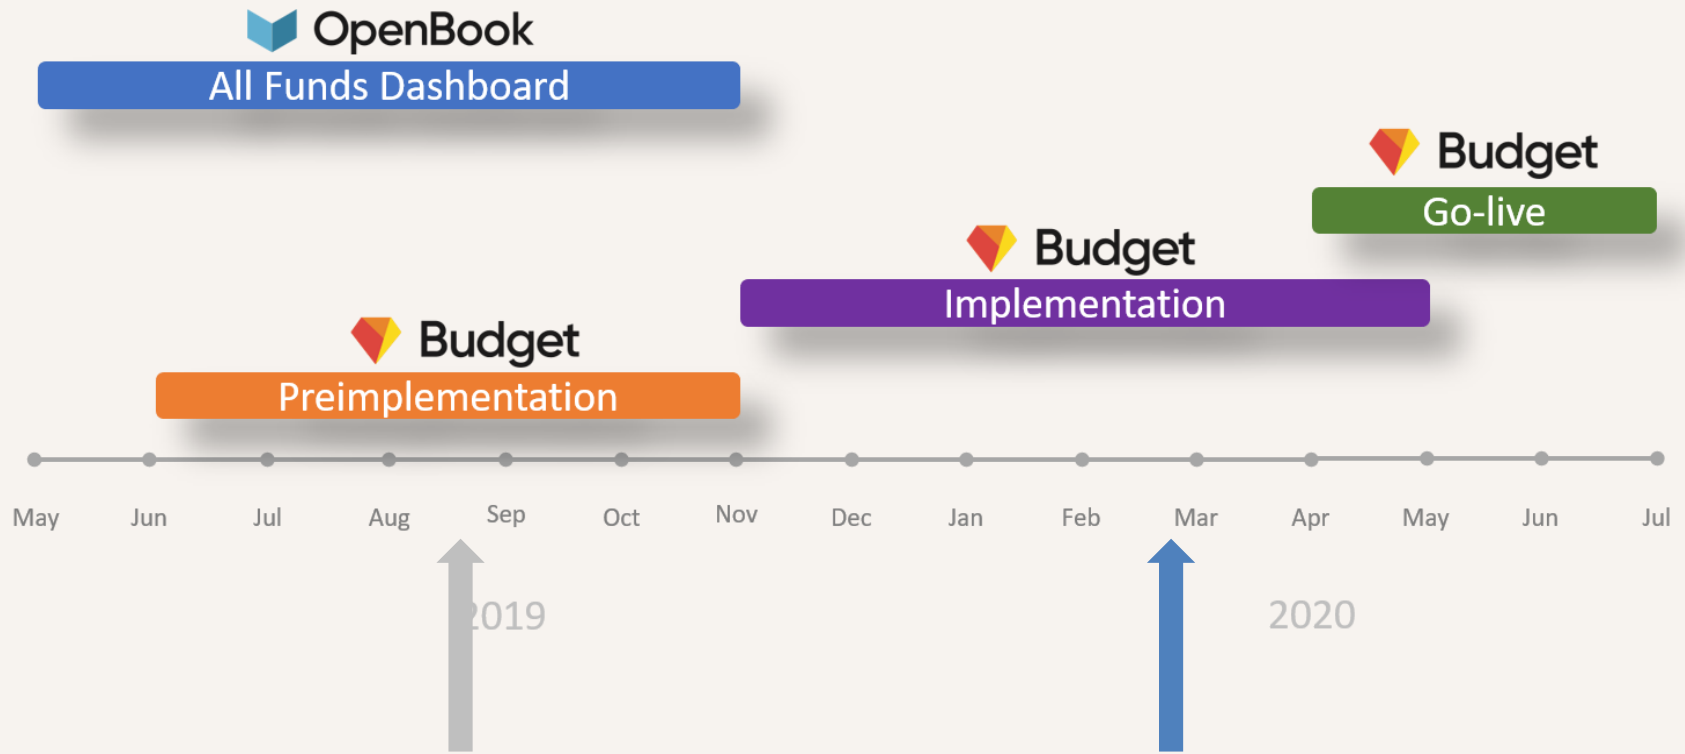 OpenBook
All Funds Dashboard
Budget
Go-live
Budget
Implementation
Budget
Preimplementation
May Jun Jul Aug Sep Oct Nov Dec Jan Feb Mar Apr May Jun Jul
2019 2020